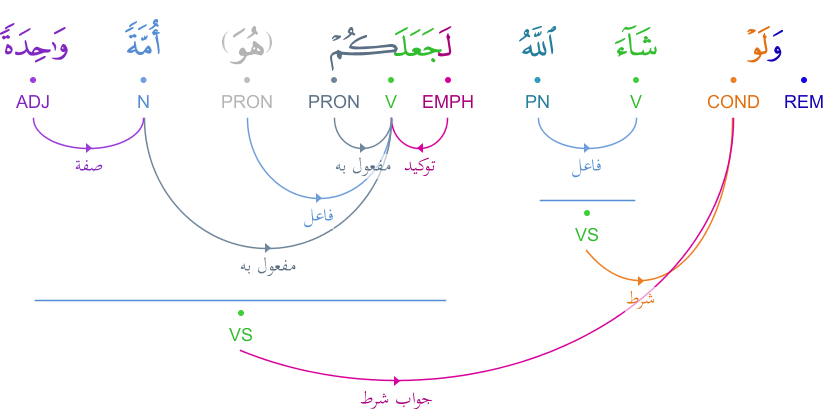 وَلَوۡ شَآءَ ٱللَّهُ لَجَعَلَكُمۡ (هُوَ) أُمَّةٗ وَٰحِدَةٗ
REM COND V PN EMPH V PRON PRON N ADJ
صفة مفعول به توكيد فاعل
فاعل
VS
مفعول به
شرط
VS
جواب شرط